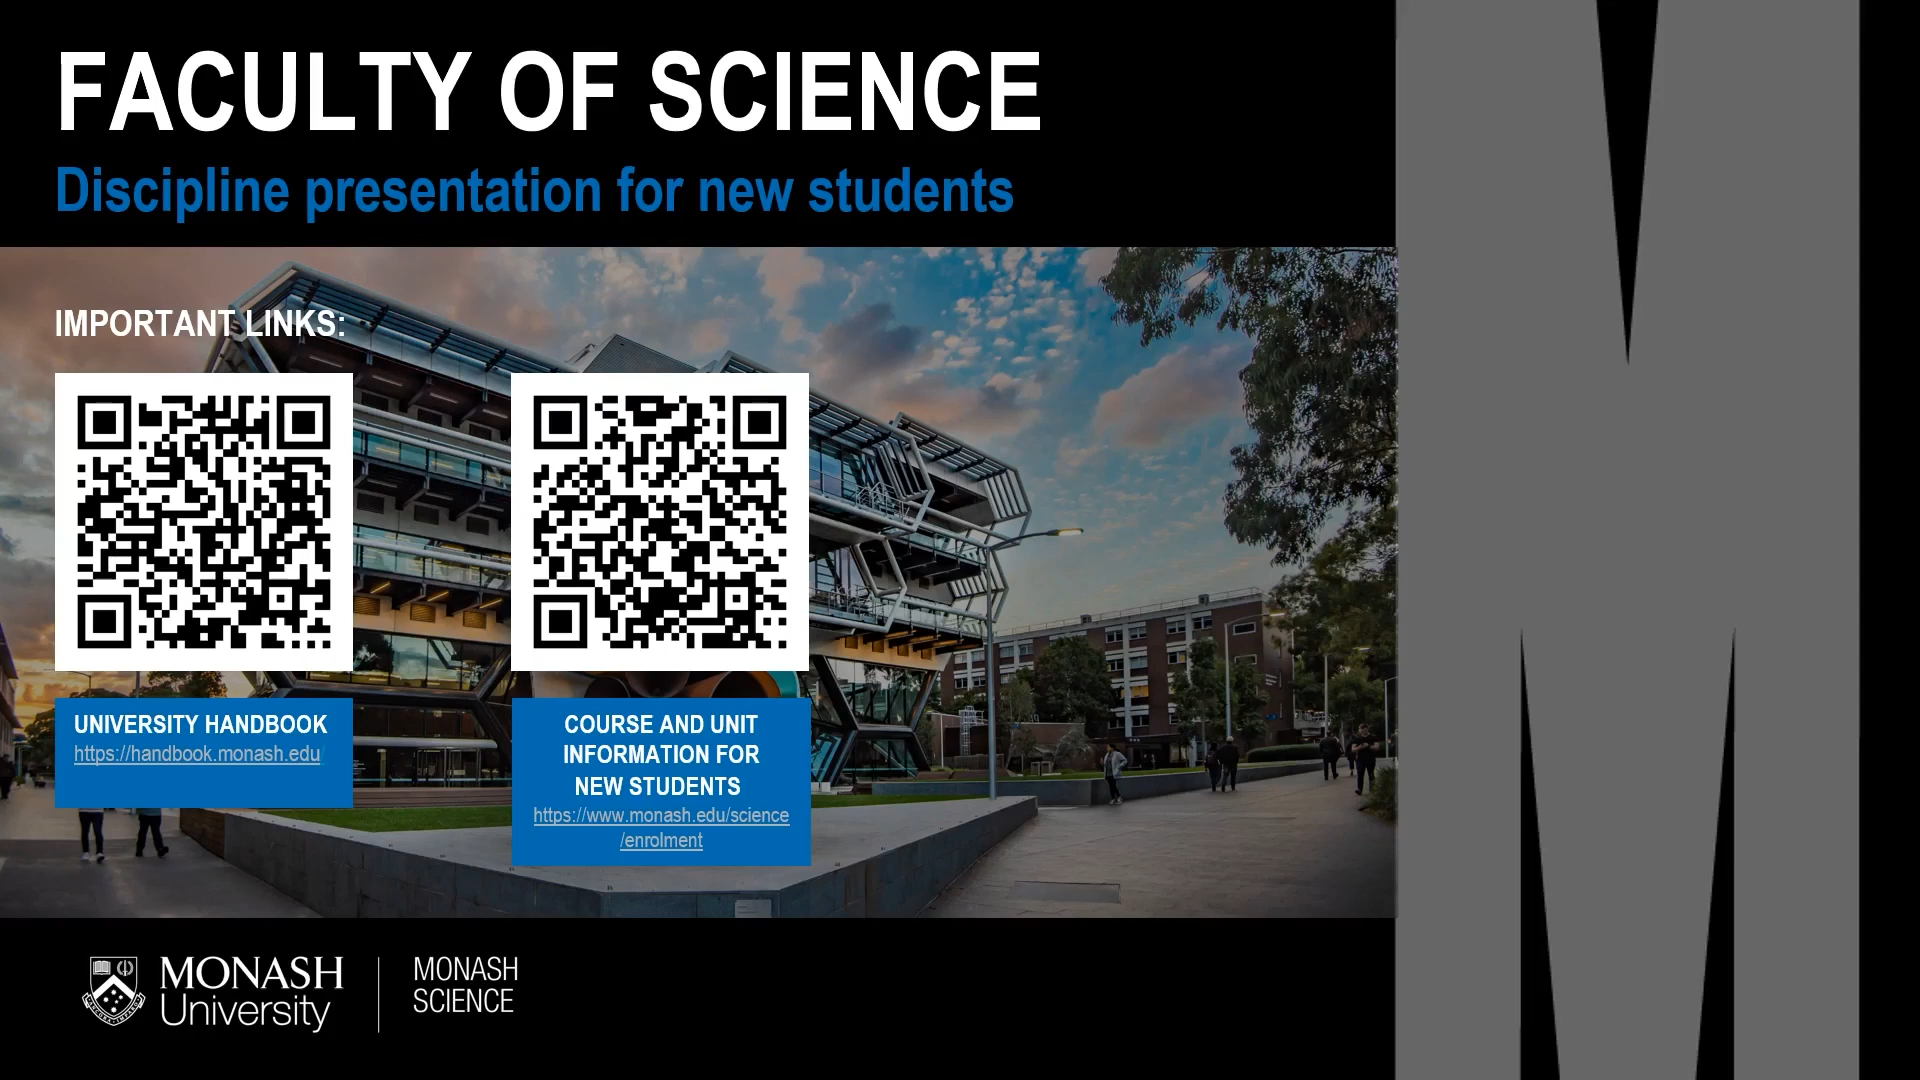 FACULTY OF SCIENCE
Discipline presentation for new students
IMPORTANT LINKS:
UNIVERSITY HANDBOOK
https://handbook.monash.edu/
COURSE AND UNIT
INFORMATION FOR
NEW STUDENTS
https://www.monash.edu/science
/enrolment
MONASH
University
MONASH
SCIENCE